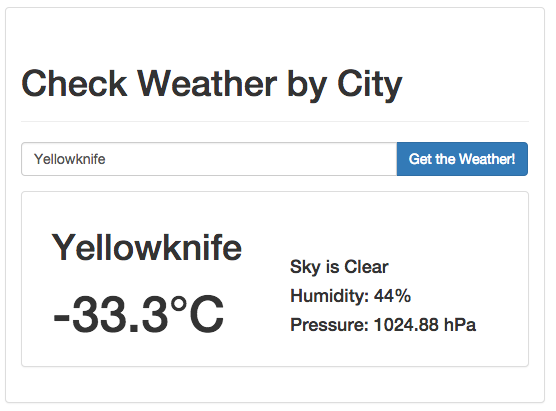 Check Weather by City
Yellowknife
Get the Weather!
Yellowknife
-33.3°C
Sky is Clear
Humidity: 44%
Pressure: 1024.88 hPa